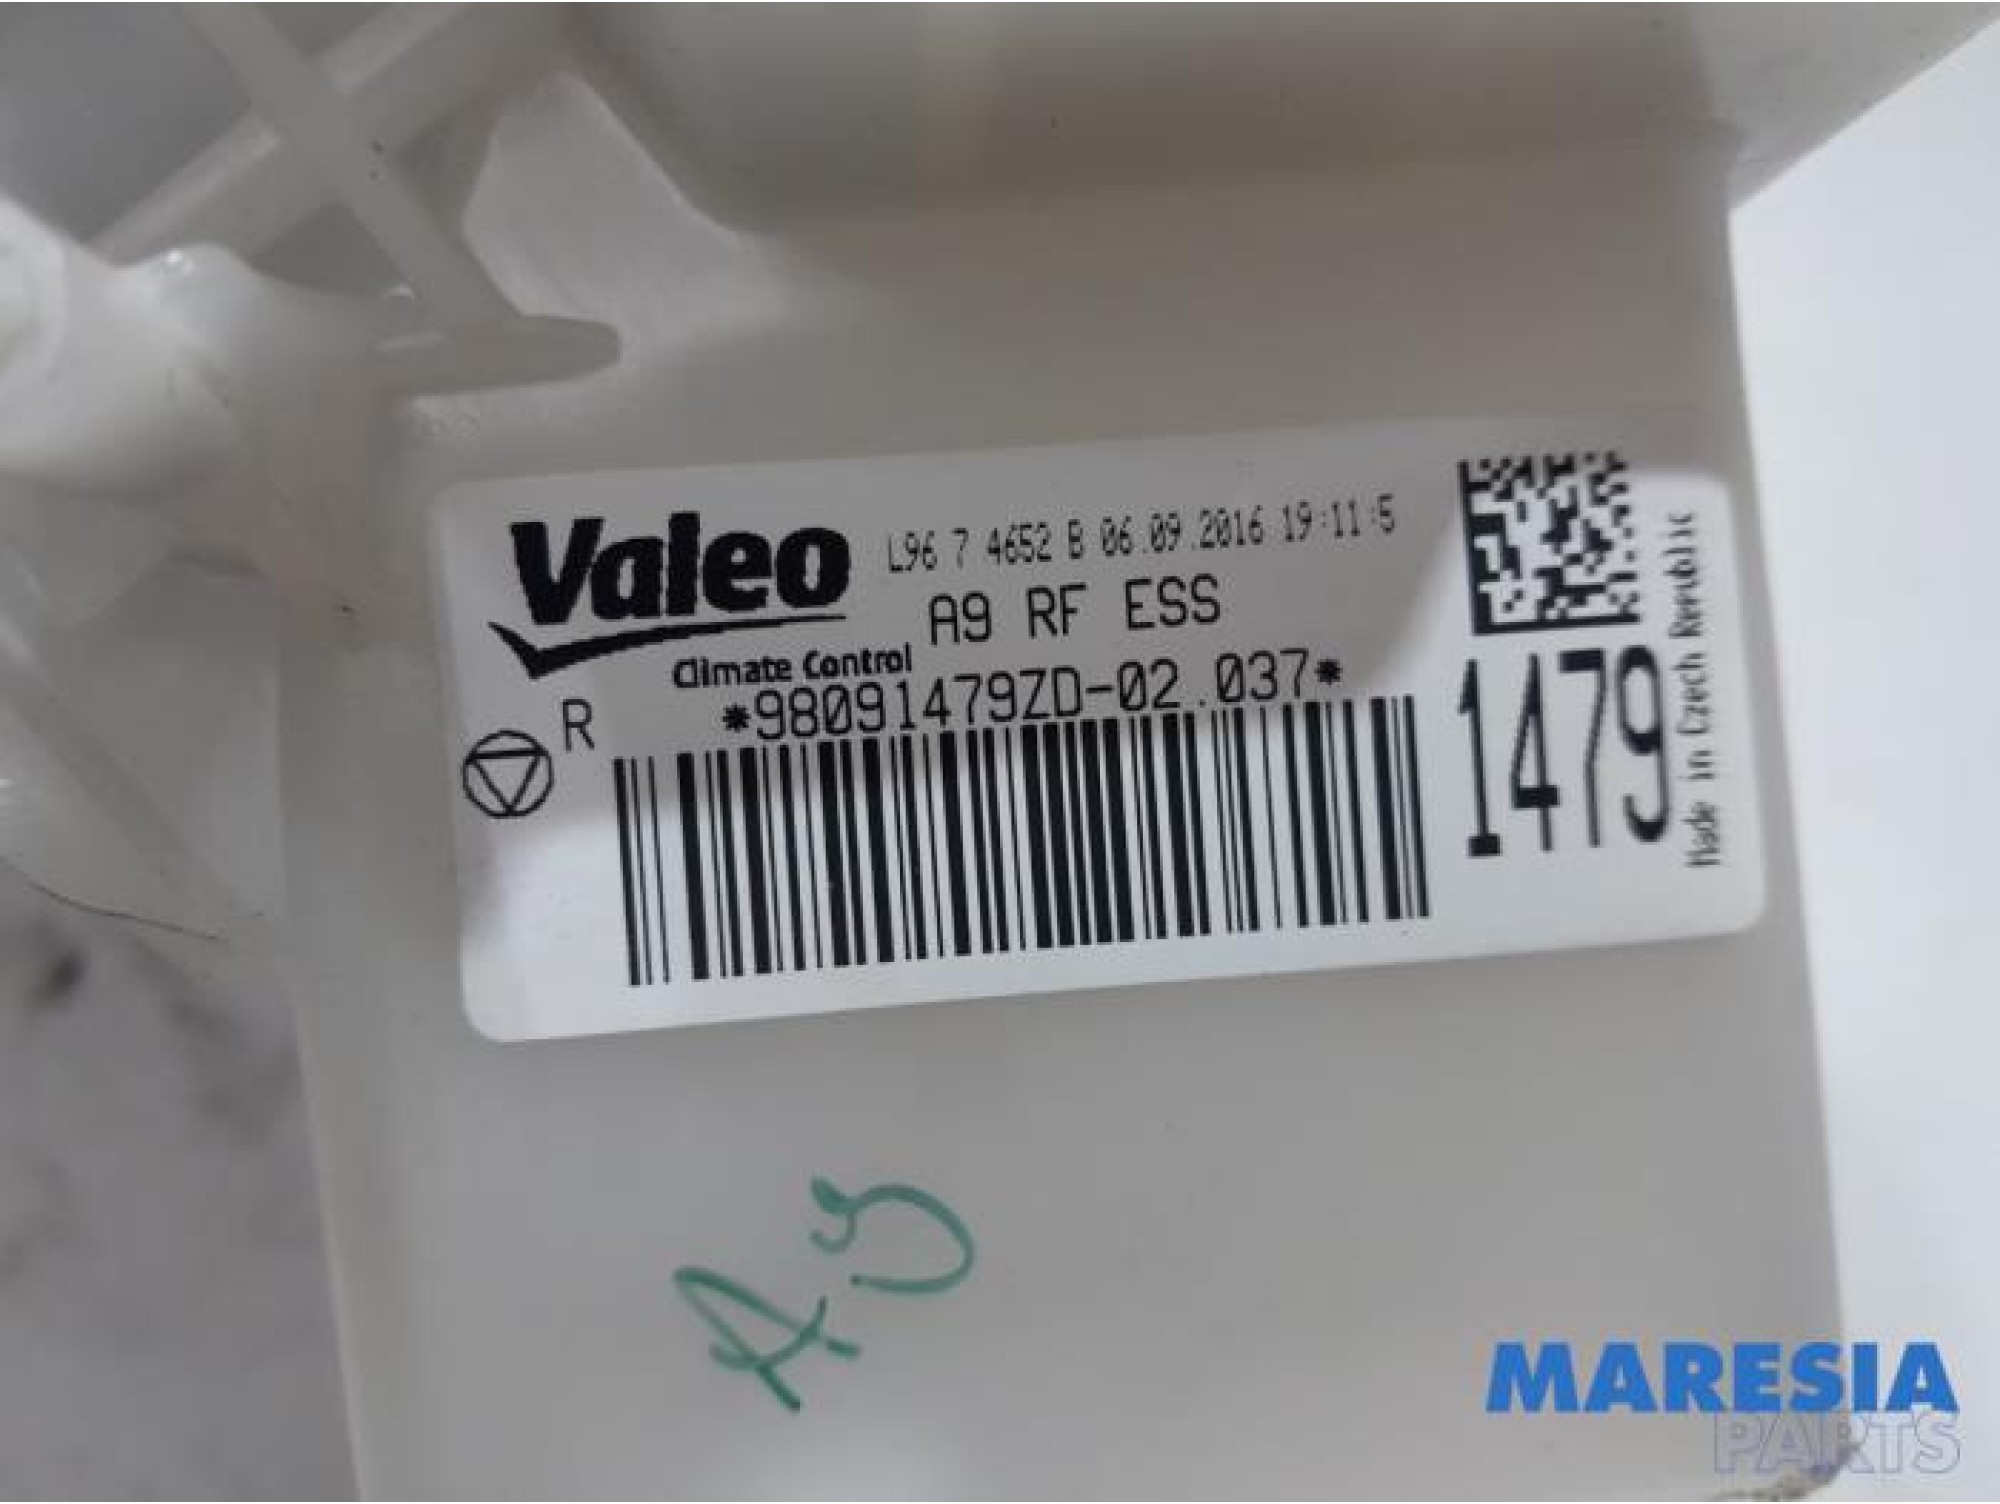 Valeo
L96 7 4652 B 06.09.2016 19:11:5
A9 RF ESS
Climate Control
R
*98091479ZD-02.037*
1479
Made in Czech Republic
A9
MARESIA
PARTS